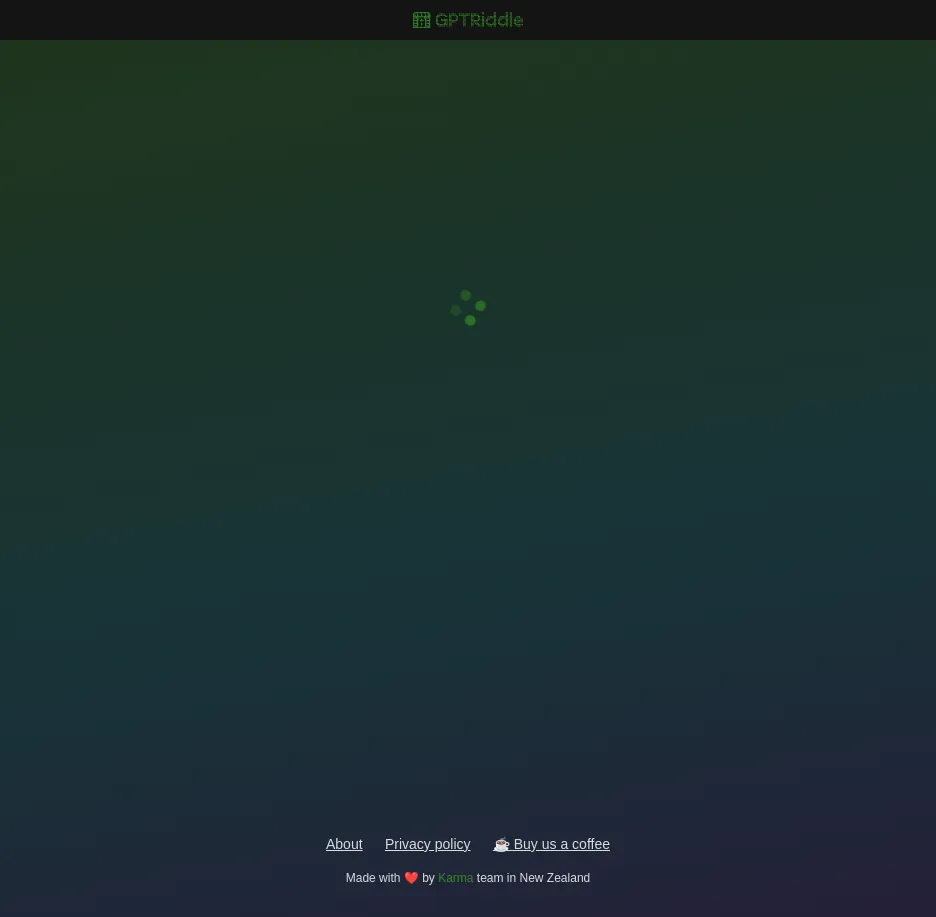 GPTRiddle
About Privacy policy ☕ Buy us a coffee
Made with ❤️ by Karma team in New Zealand